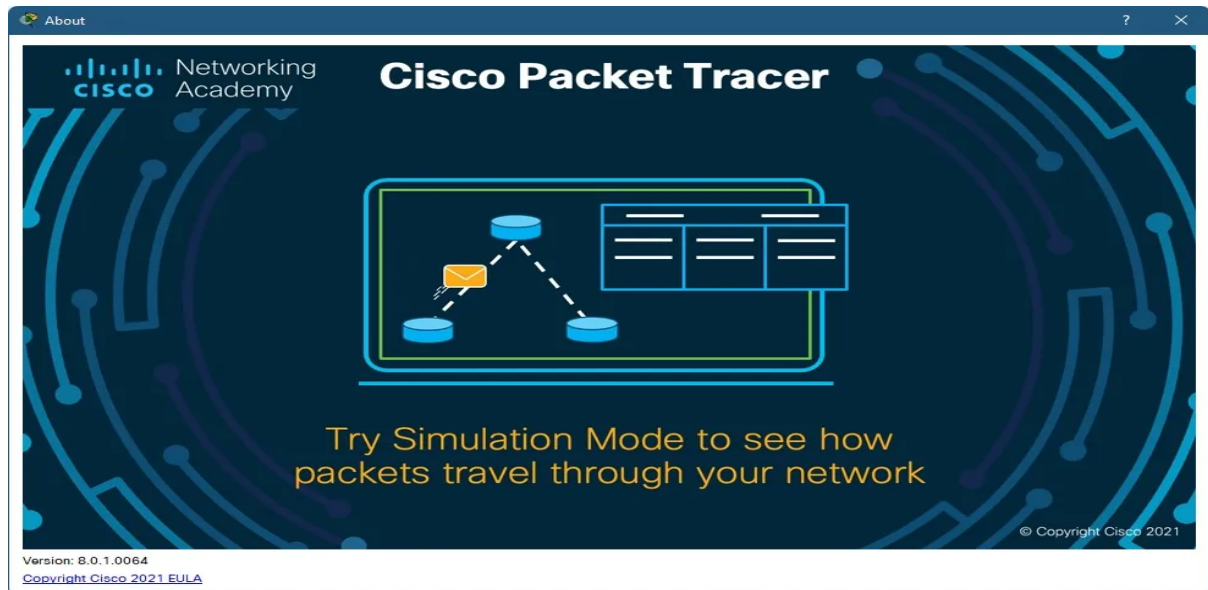 About
Networking
Academy
CISCO
Cisco Packet Tracer
Try Simulation Mode to see how
packets travel through your network
© Copyright Cisco 2021
Version: 8.0.1.0064
Copyright Cisco 2021 EULA